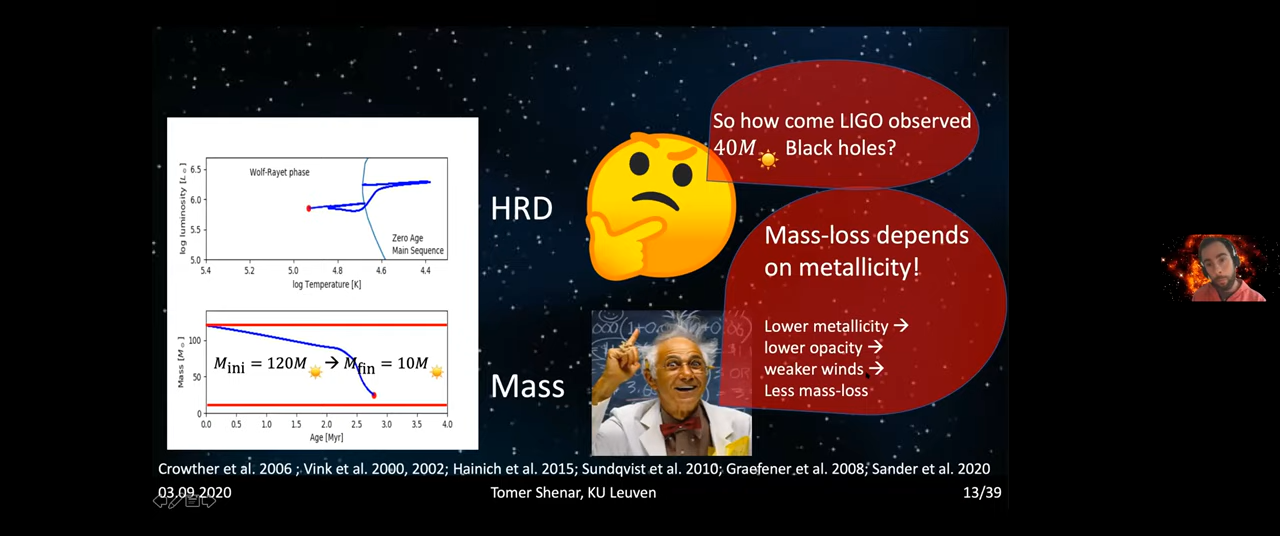 So how come LIGO observed
40M☀ Black holes?
Mass-loss depends
on metallicity!
Lower metallicity →
lower opacity →
weaker winds →
Less mass-loss
HRD
Mass
log luminosity [L☉]
6.5
6.0
5.5
5.0
Wolf-Rayet phase
Zero Age
Main Sequence
5.4 5.2 5.0 4.8 4.6 4.4
log Temperature [K]
Mass [M☉]
100
50
0
Mini = 120M☀ → Mfin = 10M☀
0.0 0.5 1.0 1.5 2.0 2.5 3.0 3.5 4.0
Age [Myr]
Crowther et al. 2006 ; Vink et al. 2000, 2002; Hainich et al. 2015; Sundqvist et al. 2010; Graefener et al. 2008; Sander et al. 2020
03.09.2020 Tomer Shenar, KU Leuven 13/39